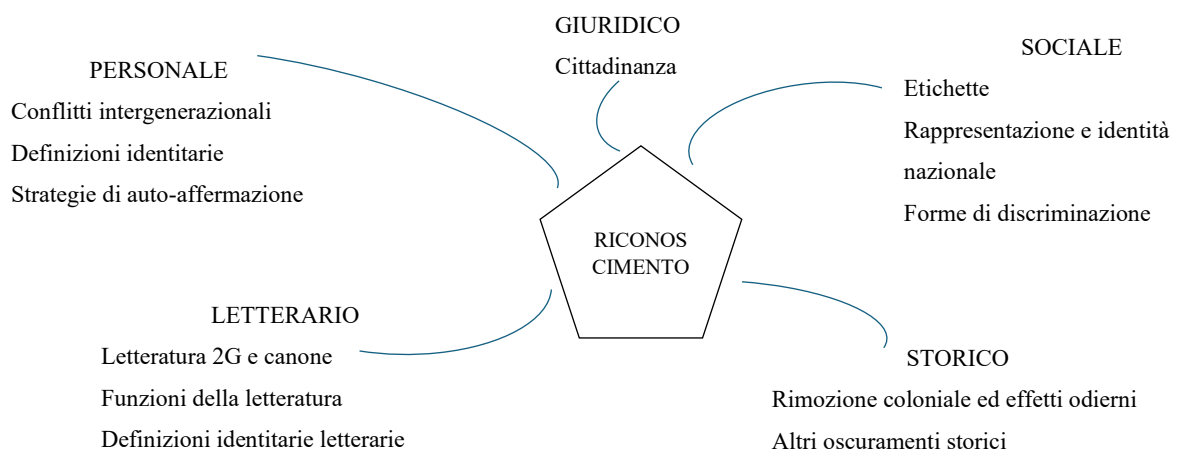 GIURIDICO
Cittadinanza
SOCIALE
Etichette
Rappresentazione e identità
nazionale
Forme di discriminazione
PERSONALE
Conflitti intergenerazionali
Definizioni identitarie
Strategie di auto-affermazione
RICONOS
CIMENTO
LETTERARIO
Letteratura 2G e canone
Funzioni della letteratura
Definizioni identitarie letterarie
STORICO
Rimozione coloniale ed effetti odierni
Altri oscuramenti storici